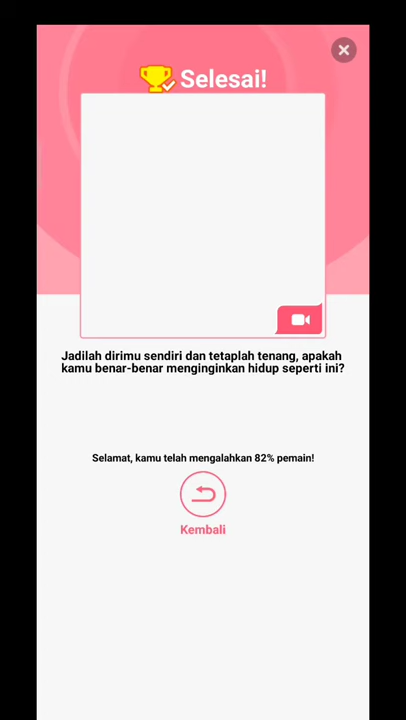 Selesai!
Jadilah dirimu sendiri dan tetaplah tenang, apakah
kamu benar-benar menginginkan hidup seperti ini?
Selamat, kamu telah mengalahkan 82% pemain!
Kembali